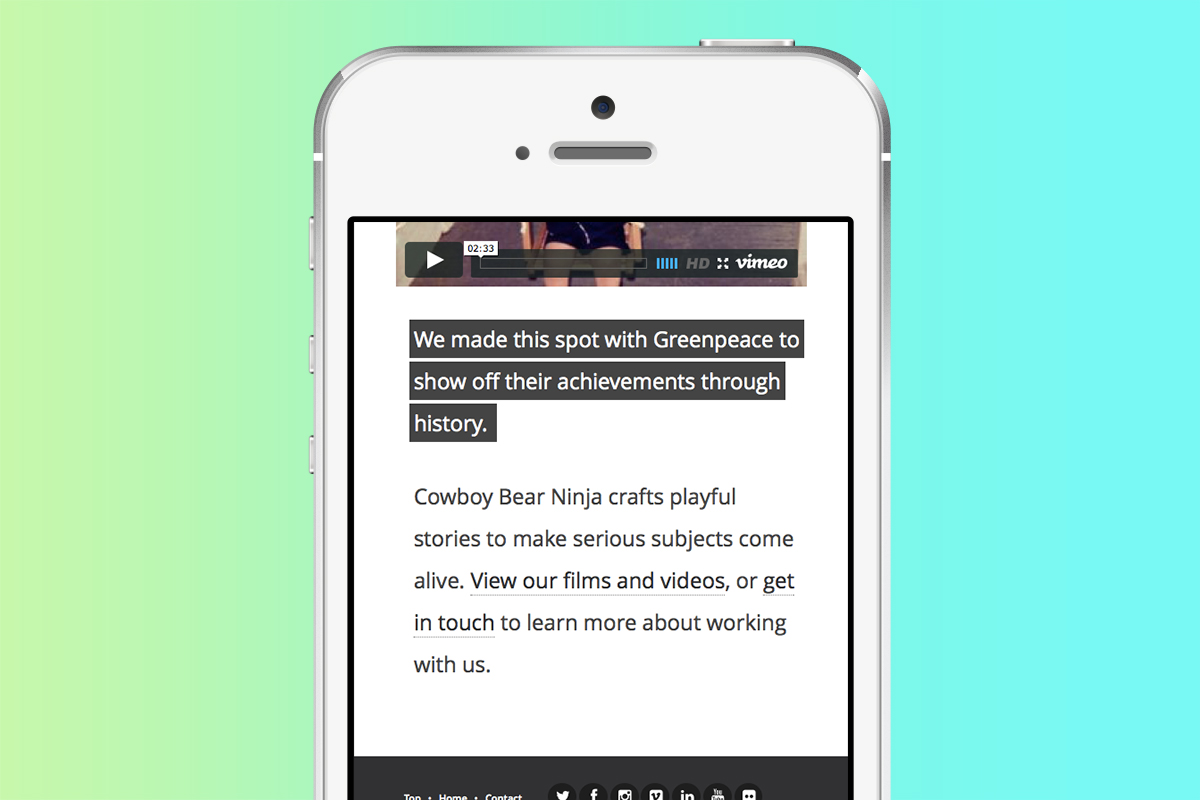 02:33
HD vimeo
We made this spot with Greenpeace to
show off their achievements through
history.
Cowboy Bear Ninja crafts playful
stories to make serious subjects come
alive. View our films and videos, or get
in touch to learn more about working
with us.
Top • Home • Contact
in You